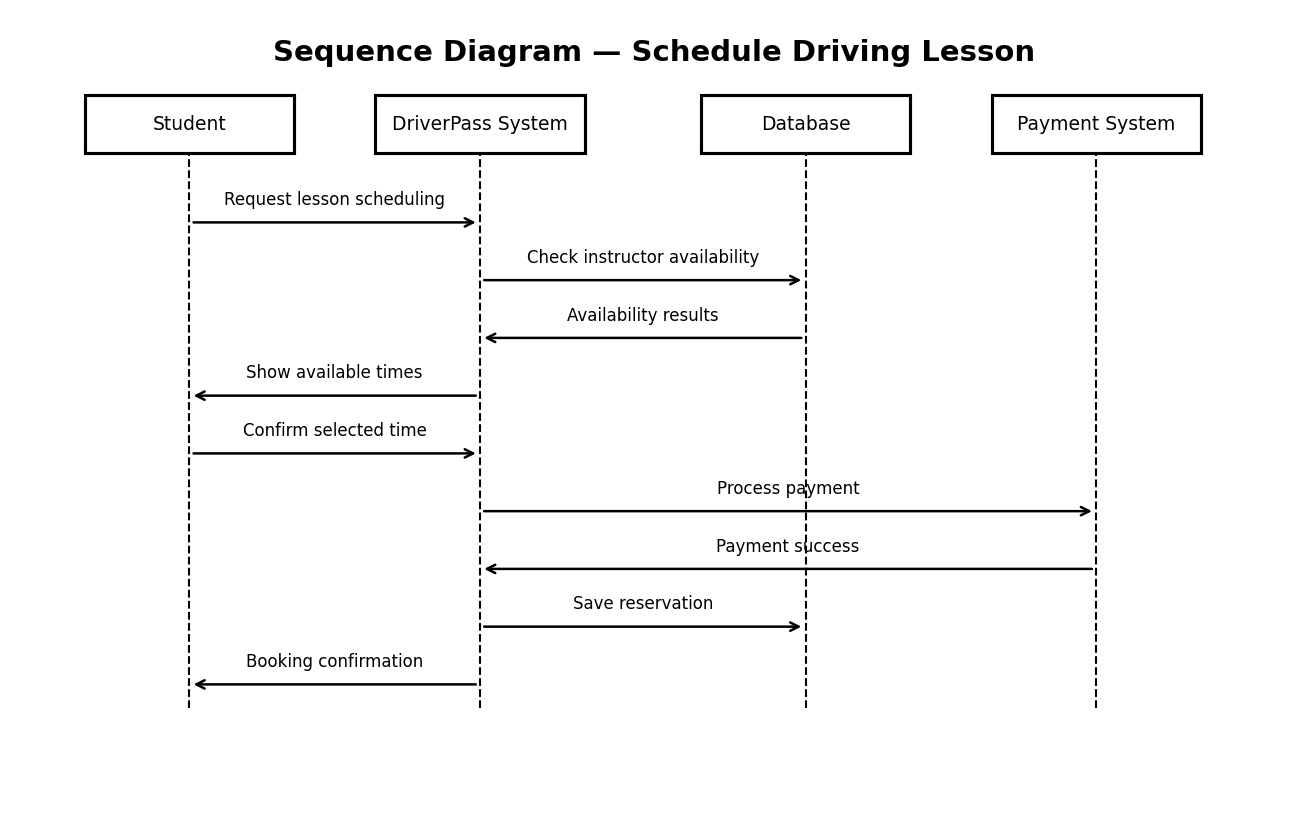 Sequence Diagram — Schedule Driving Lesson
Student
DriverPass System
Database
Payment System
Request lesson scheduling
Check instructor availability
Availability results
Show available times
Confirm selected time
Process payment
Payment success
Save reservation
Booking confirmation